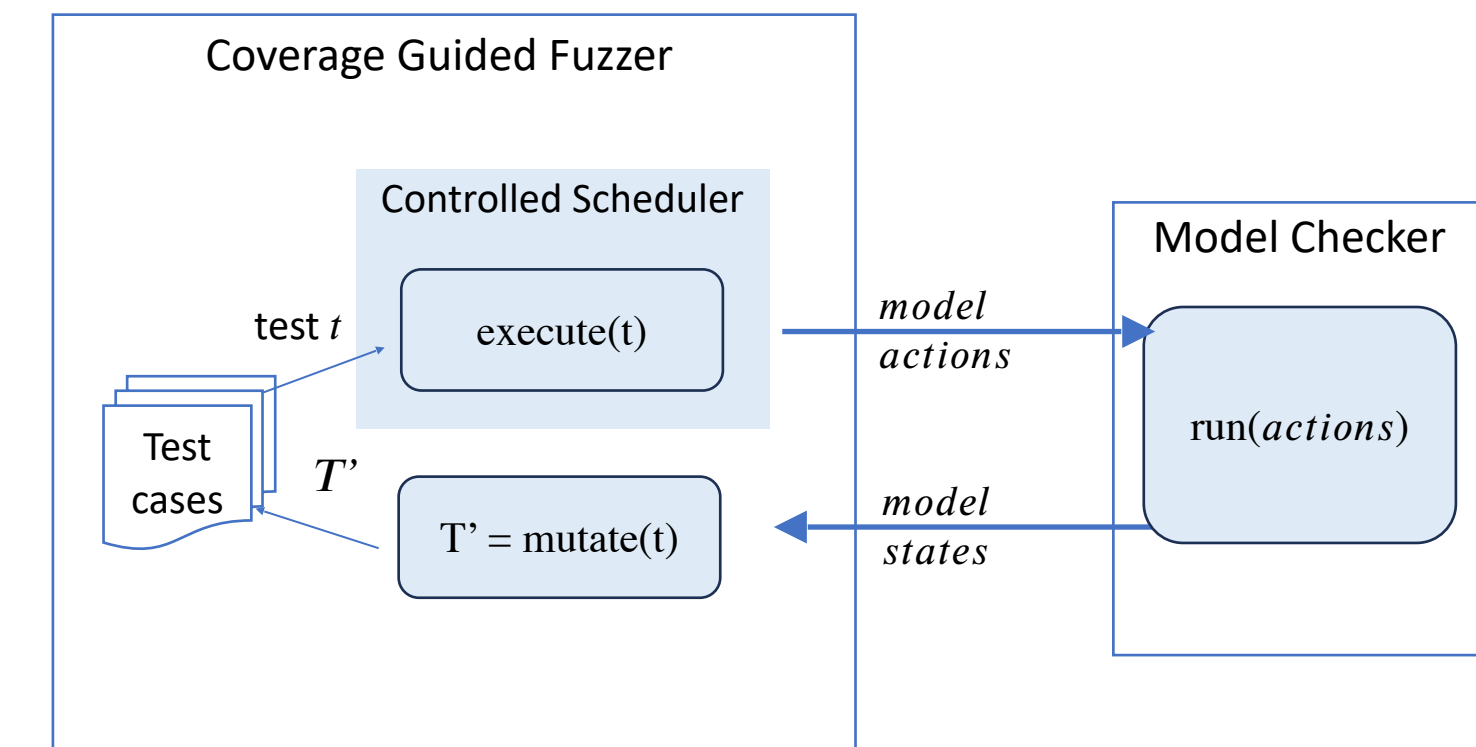 Coverage Guided Fuzzer
Controlled Scheduler
execute(t)
test t
Test
cases
T’
T’ = mutate(t)
model
actions
model
states
Model Checker
run(actions)